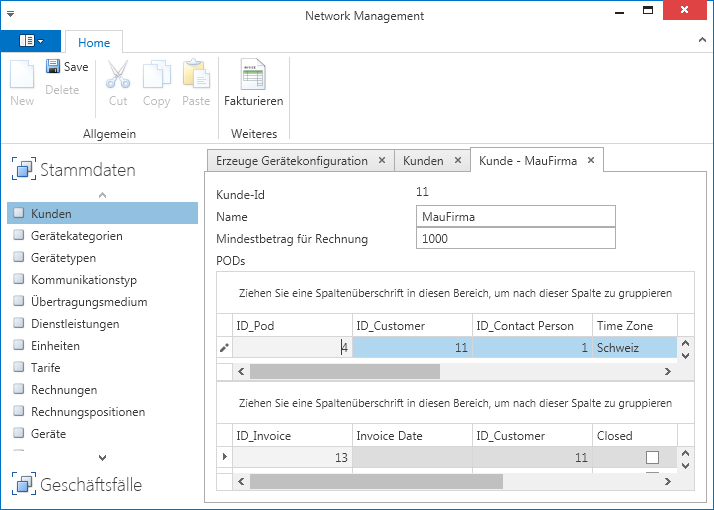 Network Management
Home
New
Save
Delete
Cut
Copy
Paste
Fakturieren
Allgemein
Weiteres
Stammdaten
Kunden
Gerätekategorien
Gerätetypen
Kommunikationstyp
Übertragungsmedium
Dienstleistungen
Einheiten
Tarife
Rechnungen
Rechnungspositionen
Geräte
Geschäftsfälle
Erzeuge Gerätekonfiguration × Kunden × Kunde - MauFirma ×
Kunde-Id 11
Name MauFirma
Mindestbetrag für Rechnung 1000
PODs
Ziehen Sie eine Spaltenüberschrift in diesen Bereich, um nach dieser Spalte zu gruppieren
ID_Pod ID_Customer ID_Contact Person Time Zone
4 11 1 Schweiz
Ziehen Sie eine Spaltenüberschrift in diesen Bereich, um nach dieser Spalte zu gruppieren
ID_Invoice Invoice Date ID_Customer Closed
13 11